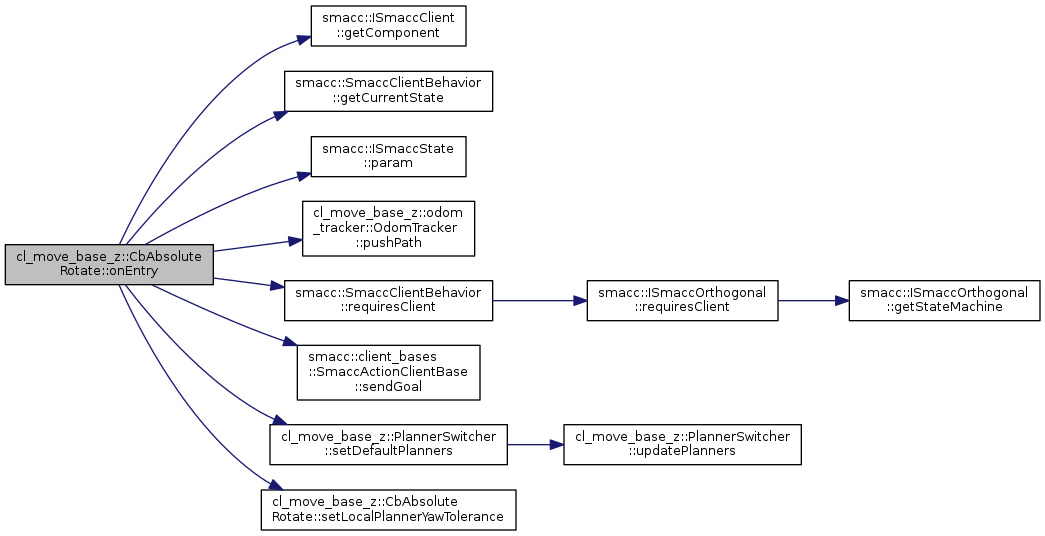 smacc::ISmaccClient
::getComponent
smacc::SmaccClientBehavior
::getCurrentState
smacc::ISmaccState
::param
cl_move_base_z::odom
_tracker::OdomTracker
::pushPath
cl_move_base_z::CbAbsolute
Rotate::onEntry
smacc::SmaccClientBehavior
::requiresClient
smacc::ISmaccOrthogonal
::requiresClient
smacc::ISmaccOrthogonal
::getStateMachine
smacc::client_bases
::SmaccActionClientBase
::sendGoal
cl_move_base_z::PlannerSwitcher
::setDefaultPlanners
cl_move_base_z::PlannerSwitcher
::updatePlanners
cl_move_base_z::CbAbsolute
Rotate::setLocalPlannerYawTolerance